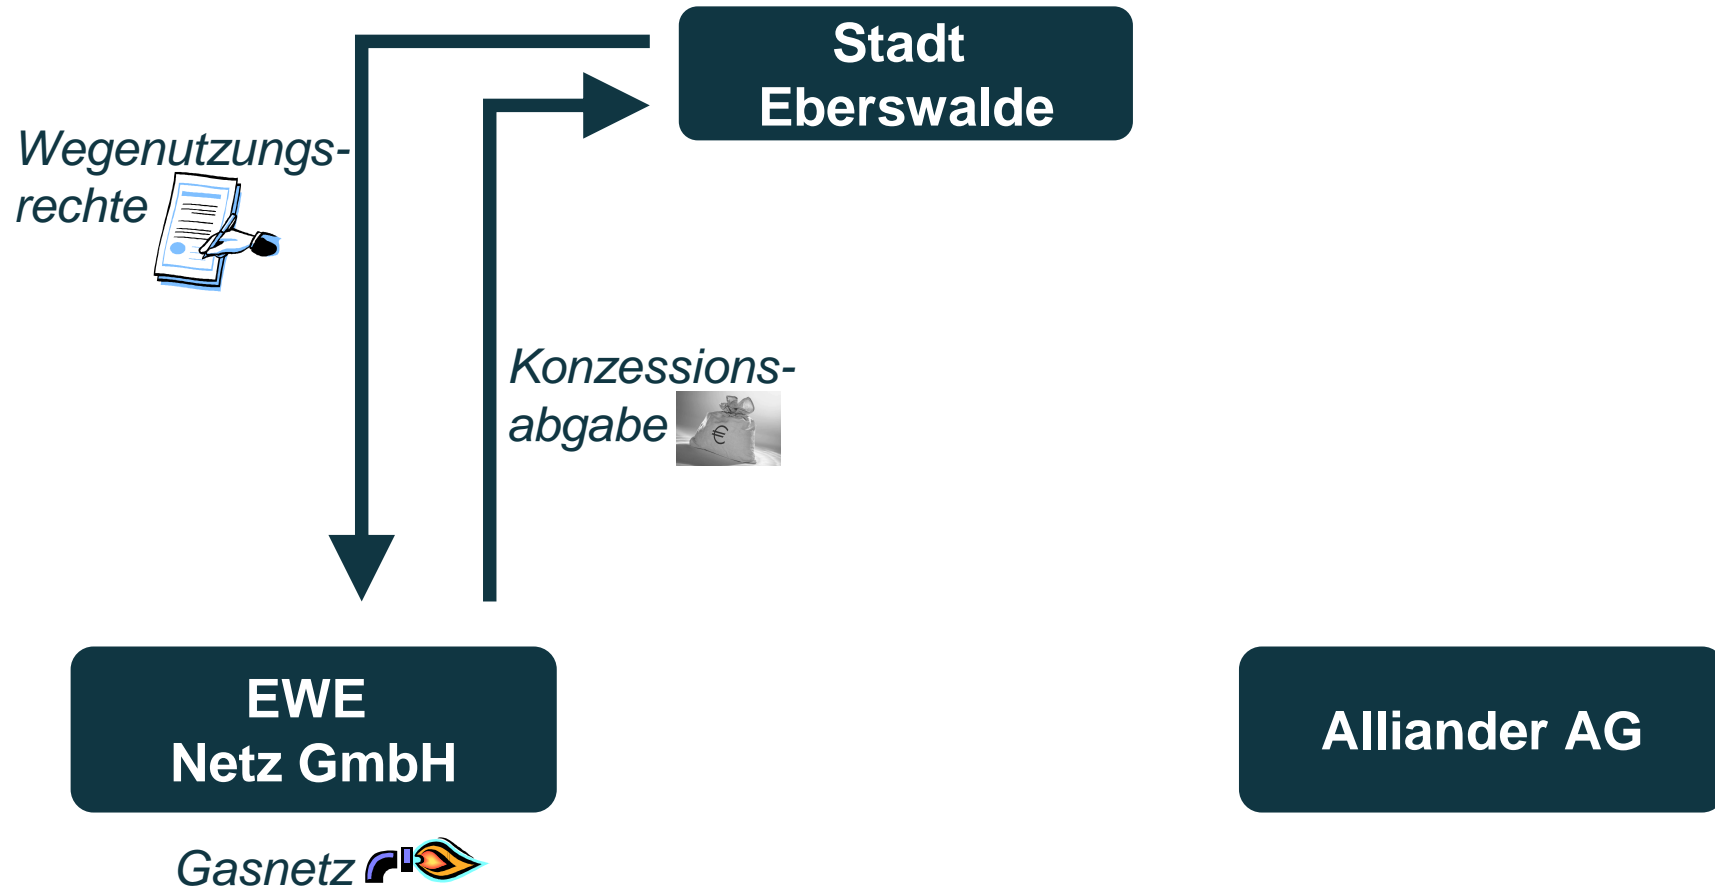 Stadt
Eberswalde
Wegenutzungs-
rechte
Konzessions-
abgabe
€
EWE
Netz GmbH
Alliander AG
Gasnetz